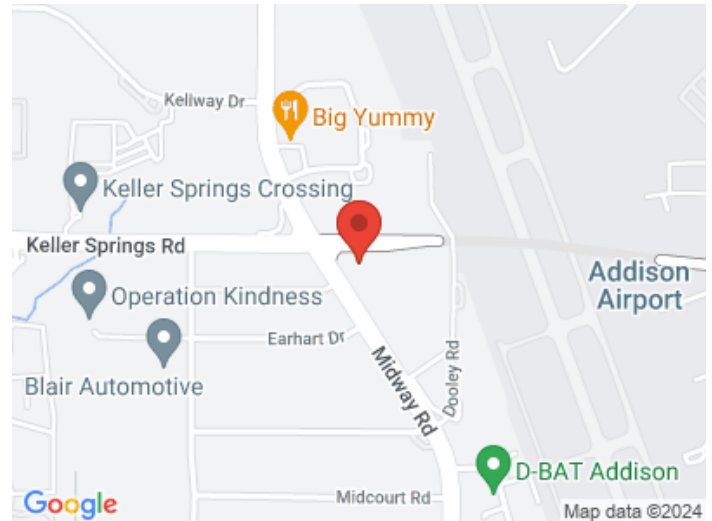 Kellway Dr
Big Yummy
Keller Springs Crossing
Keller Springs Rd
Addison
Airport
Operation Kindness
Earhart Dr
Blair Automotive
Midway Rd
Dooley Rd
D-BAT Addison
Midcourt Rd
Google
Map data ©2024